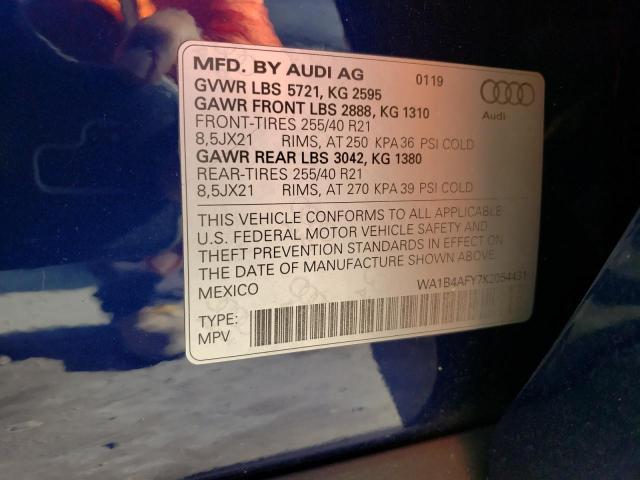 MFD. BY AUDI AG 0119
GVWR LBS 5721, KG 2595
GAWR FRONT LBS 2888, KG 1310
FRONT-TIRES 255/40 R21
8,5JX21 RIMS, AT 250 KPA 36 PSI COLD
GAWR REAR LBS 3042, KG 1380
REAR-TIRES 255/40 R21
8,5JX21 RIMS, AT 270 KPA 39 PSI COLD
Audi
THIS VEHICLE CONFORMS TO ALL APPLICABLE
U.S. FEDERAL MOTOR VEHICLE SAFETY AND
THEFT PREVENTION STANDARDS IN EFFECT ON
THE DATE OF MANUFACTURE SHOWN ABOVE.
MEXICO WA1B4AFY7K2054431
TYPE:
MPV